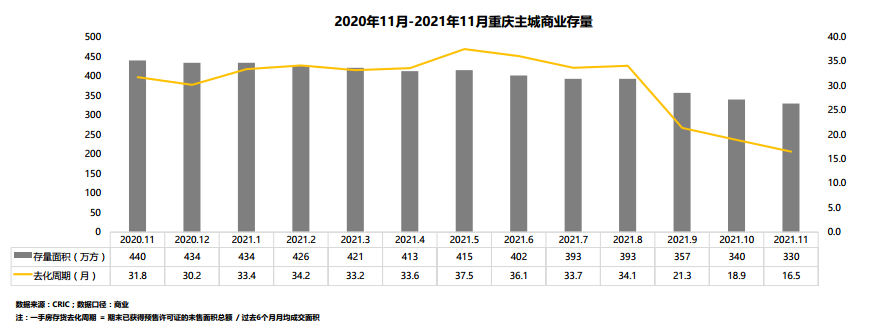 2020年11月-2021年11月重庆主城商业存量
500 40.0
450 35.0
400 30.0
350 25.0
300 20.0
250 15.0
200 10.0
150 5.0
100 0.0
50
0
2020.11 2020.12 2021.1 2021.2 2021.3 2021.4 2021.5 2021.6 2021.7 2021.8 2021.9 2021.10 2021.11
存量面积（万方） 440 434 434 426 421 413 415 402 393 393 357 340 330
去化周期（月） 31.8 30.2 33.4 34.2 33.2 33.6 37.5 36.1 33.7 34.1 21.3 18.9 16.5
数据来源：CRIC；数据口径：商业
注：一手房存货去化周期 = 期末已获得预售许可证的未售面积总额 / 过去6个月月均成交面积